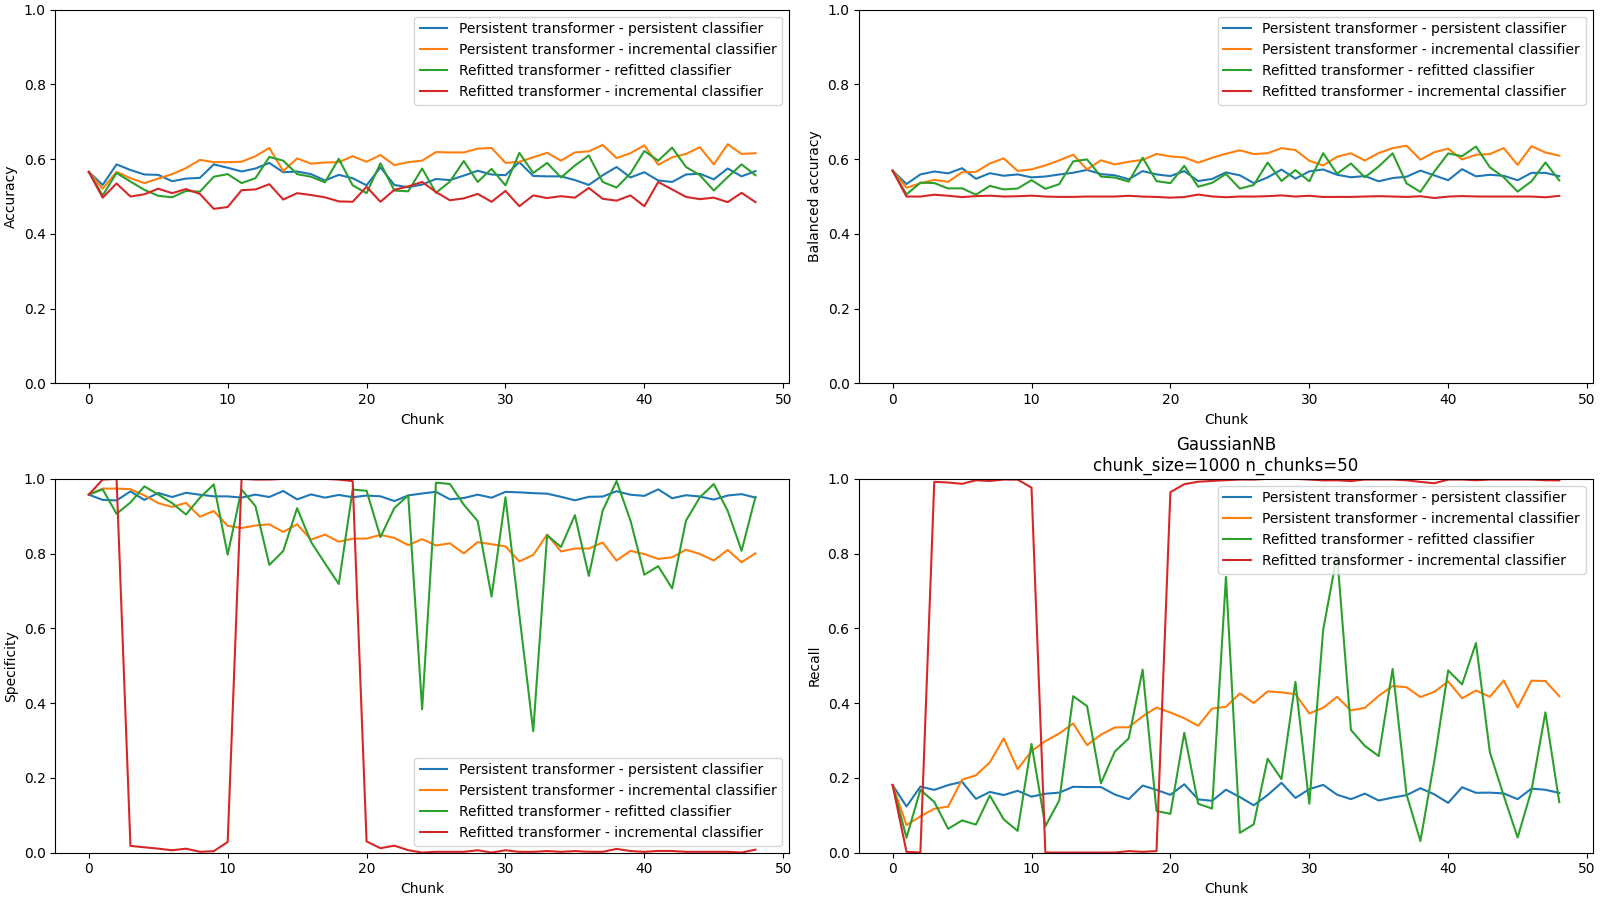 1.0
0.8
0.6
0.4
0.2
0.0
Accuracy
Persistent transformer - persistent classifier
Persistent transformer - incremental classifier
Refitted transformer - refitted classifier
Refitted transformer - incremental classifier
0 10 20 30 40 50
Chunk
1.0
0.8
0.6
0.4
0.2
0.0
Balanced accuracy
Persistent transformer - persistent classifier
Persistent transformer - incremental classifier
Refitted transformer - refitted classifier
Refitted transformer - incremental classifier
0 10 20 30 40 50
Chunk
1.0
0.8
0.6
0.4
0.2
0.0
Specificity
Persistent transformer - persistent classifier
Persistent transformer - incremental classifier
Refitted transformer - refitted classifier
Refitted transformer - incremental classifier
0 10 20 30 40 50
Chunk
GaussianNB
chunk_size=1000 n_chunks=50
1.0
0.8
0.6
0.4
0.2
0.0
Recall
Persistent transformer - persistent classifier
Persistent transformer - incremental classifier
Refitted transformer - refitted classifier
Refitted transformer - incremental classifier
0 10 20 30 40 50
Chunk